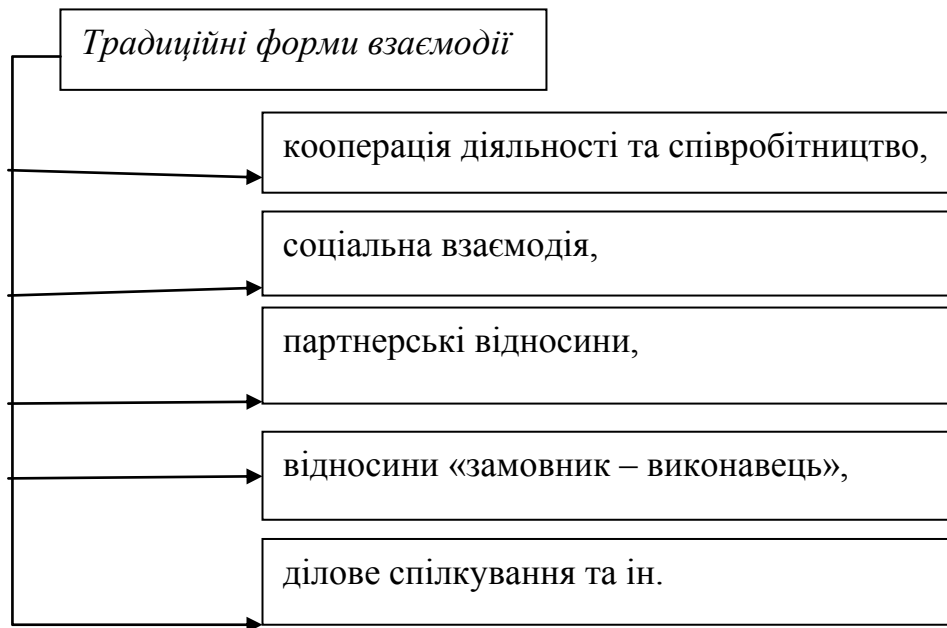 Традиційні форми взаємодії
кооперація діяльності та співробітництво,
соціальна взаємодія,
партнерські відносини,
відносини «замовник – виконавець»,
ділове спілкування та ін.